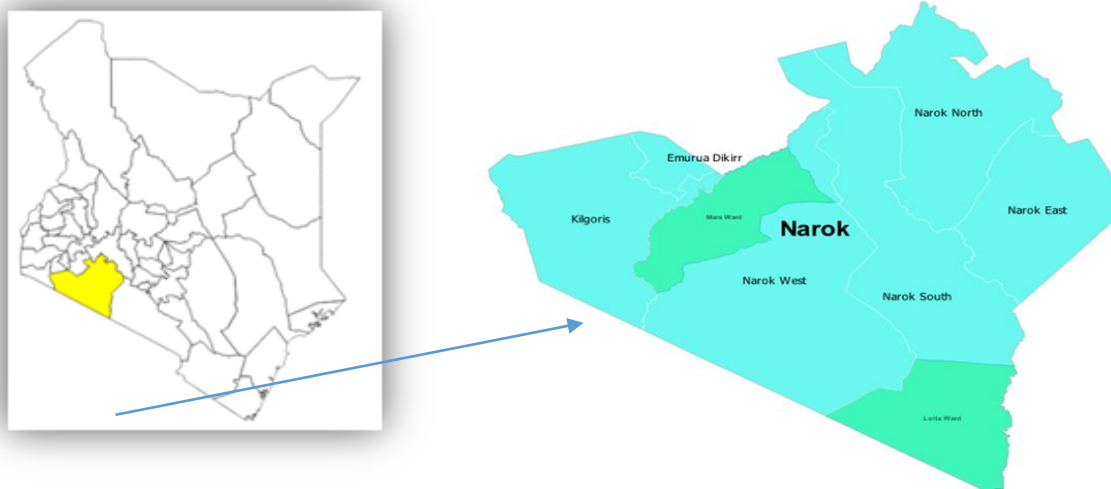 Narok North
Emurua Dikirr
Narok East
Kilgoris
Mara Ward
Narok
Narok West
Narok South
Loita Ward